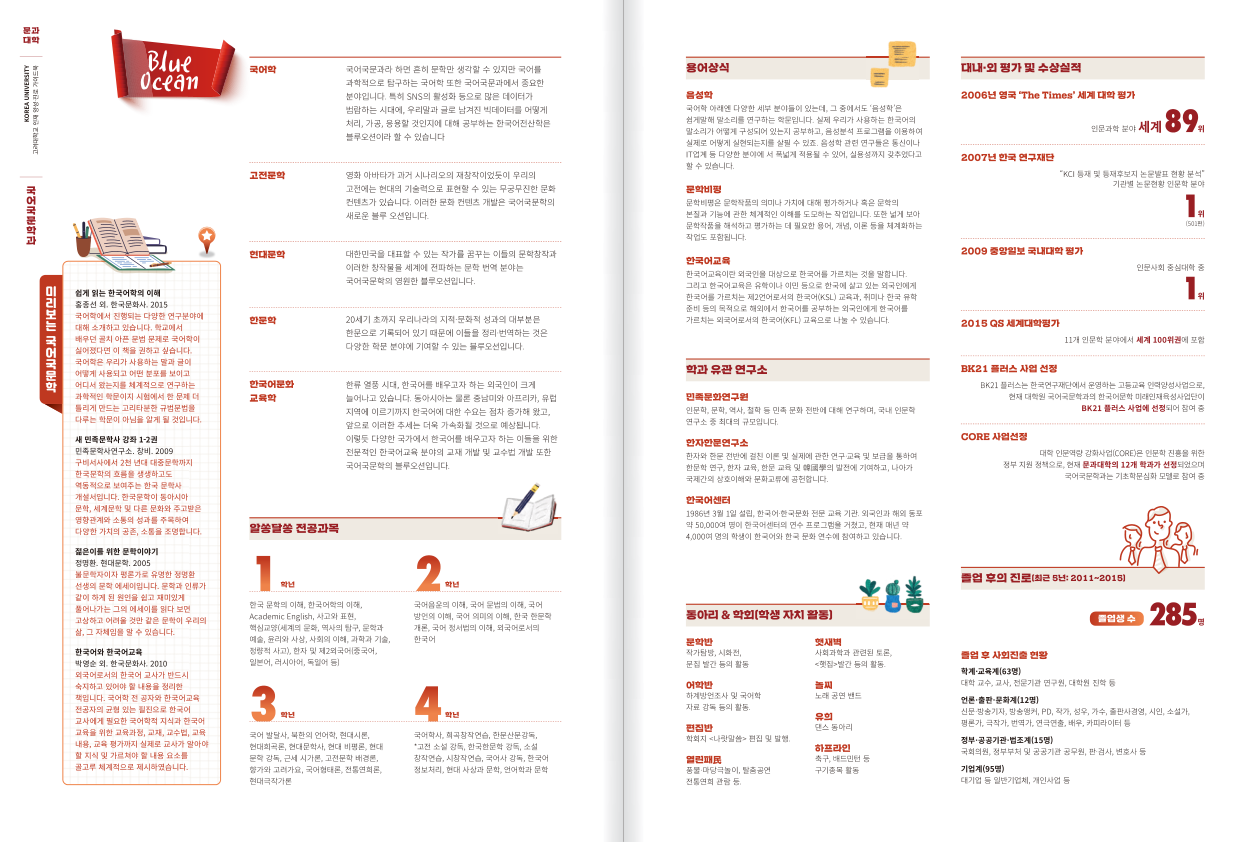 문과
대학
KOREA UNIVERSITY
국어국문학과
Blue
Ocean
미리보는 국어국문학
쉽게 읽는 한국어학의 이해
홍종선 외. 한국문화사. 2015
국어학에서 진행되는 다양한 연구분야에
대해 소개하고 있습니다. 학교에서
배우던 골치 아픈 문법 문제로 국어학이
싫어졌다면 이 책을 권하고 싶습니다.
국어학은 우리가 사용하는 말과 글이
어떻게 사용되고 어떤 분포를 보이고
어디서 왔는지를 체계적으로 연구하는
과학적인 학문이지 시험에서 한 문제 더
틀리게 만드는 고리타분한 규범문법을
다루는 학문이 아님을 알게 될 것입니다.
새 민족문학사 강좌 1·2권
민족문학사연구소. 창비. 2009
구비서사에서 2천 년대 대중문학까지
한국문학의 흐름을 생생하고도
역동적으로 보여주는 한국 문학사
개설서입니다. 한국문학이 동아시아
문학, 세계문학 및 다른 문화와 주고받은
영향관계와 소통의 성과를 주목하여
다양한 가치의 공존, 소통을 조명합니다.
젊은이를 위한 문학이야기
정명환. 현대문학. 2005
불문학자이자 평론가로 유명한 정명환
선생의 문학 에세이입니다. 문학과 인류가
같이 하게 된 원인을 쉽고 재미있게
풀어나가는 그의 에세이를 읽다 보면
고상하고 어려울 것만 같은 문학이 우리의
삶, 그 자체임을 알 수 있습니다.
한국어와 한국어교육
박영순 외. 한국문화사. 2010
외국어로서의 한국어 교사가 반드시
숙지하고 있어야 할 내용을 정리한
책입니다. 국어학 전 공자와 한국어교육
전공자의 균형 있는 필진으로 한국어
교사에게 필요한 국어학적 지식과 한국어
교육을 위한 교육과정, 교재, 교수법, 교육
내용, 교육 평가까지 실제로 교사가 알아야
할 지식 및 가르쳐야 할 내용 요소를
골고루 체계적으로 제시하였습니다.
국어학
국어국문과라 하면 흔히 문학만 생각할 수 있지만 국어를
과학적으로 탐구하는 국어학 또한 국어국문과에서 중요한
분야입니다. 특히 SNS의 활성화 등으로 많은 데이터가
범람하는 시대에, 우리말과 글로 남겨진 빅데이터를 어떻게
처리, 가공, 응용할 것인지에 대해 공부하는 한국어전산학은
블루오션이라 할 수 있습니다
고전문학
영화 아바타가 과거 시나리오의 재창작이었듯이 우리의
고전에는 현대의 기술력으로 표현할 수 있는 무궁무진한 문화
컨텐츠가 있습니다. 이러한 문화 컨텐츠 개발은 국어국문학의
새로운 블루 오션입니다.
현대문학
대한민국을 대표할 수 있는 작가를 꿈꾸는 이들의 문학창작과
이러한 창작물을 세계에 전파하는 문학 번역 분야는
국어국문학의 영원한 블루오션입니다.
한문학
20세기 초까지 우리나라의 지적·문화적 성과의 대부분은
한문으로 기록되어 있기 때문에 이들을 정리·번역하는 것은
다양한 학문 분야에 기여할 수 있는 블루오션입니다.
한국어문화
교육학
한류 열풍 시대, 한국어를 배우고자 하는 외국인이 크게
늘어나고 있습니다. 동아시아는 물론 중남미와 아프리카, 유럽
지역에 이르기까지 한국어에 대한 수요는 점차 증가해 왔고,
앞으로 이러한 추세는 더욱 가속화될 것으로 예상됩니다.
이렇듯 다양한 국가에서 한국어를 배우고자 하는 이들을 위한
전문적인 한국어교육 분야의 교재 개발 및 교수법 개발 또한
국어국문학의 블루오션입니다.
알쏭달쏭 전공과목
1 학년
한국 문학의 이해, 한국어학의 이해,
Academic English, 사고와 표현,
핵심교양(세계의 문화, 역사의 탐구, 문학과
예술, 윤리와 사상, 사회의 이해, 과학과 기술,
정량적 사고), 한자 및 제2외국어(중국어,
일본어, 러시아어, 독일어 등)
2 학년
국어음운의 이해, 국어 문법의 이해, 국어
방언의 이해, 국어 의미의 이해, 한국 한문학
개론, 국어 정서법의 이해, 외국어로서의
한국어
3 학년
국어 발달사, 북한의 언어학, 현대시론,
현대희곡론, 현대문학사, 현대 비평론, 현대
문학 강독, 근세 시가론, 고전문학 배경론,
향가와 고려가요, 국어형태론, 전통연희론,
현대극작가론
4 학년
국어학사, 희곡창작연습, 한문산문강독,
*고전 소설 강독, 한국한문학 강독, 소설
창작연습, 시창작연습, 국어사 강독, 한국어
정보처리, 현대 사상과 문학, 언어학과 문학
용어상식
음성학
국어학 아래엔 다양한 세부 분야들이 있는데, 그 중에서도 '음성학'은
쉽게말해 말소리를 연구하는 학문입니다. 실제 우리가 사용하는 한국어의
말소리가 어떻게 구성되어 있는지 공부하고, 음성분석 프로그램을 이용하여
실제로 어떻게 실현되는지를 살필 수 있죠. 음성학 관련 연구들은 통신이나
IT업계 등 다양한 분야에 서 폭넓게 적용될 수 있어, 실용성까지 갖추었다고
할 수 있습니다.
문학비평
문학비평은 문학작품의 의미나 가치에 대해 평가하거나 혹은 문학의
본질과 기능에 관한 체계적인 이해를 도모하는 작업입니다. 또한 넓게 보아
문학작품을 해석하고 평가하는 데 필요한 용어, 개념, 이론 등을 체계화하는
작업도 포함됩니다.
한국어교육
한국어교육이란 외국인을 대상으로 한국어를 가르치는 것을 말합니다.
그리고 한국어교육은 유학이나 이민 등으로 한국에 살고 있는 외국인에게
한국어를 가르치는 제2언어로서의 한국어(KSL) 교육과, 취미나 한국 유학
준비 등의 목적으로 해외에서 한국어를 공부하는 외국인에게 한국어를
가르치는 외국어로서의 한국어(KFL) 교육으로 나눌 수 있습니다.
학과 유관 연구소
민족문화연구원
인문학, 문학, 역사, 철학 등 민족 문화 전반에 대해 연구하며, 국내 인문학
연구소 중 최대의 규모입니다.
한자한문연구소
한자와 한문 전반에 걸친 이론 및 실제에 관한 연구·교육 및 보급을 통하여
한문학 연구, 한자 교육, 한문 교육 및 韓國學의 발전에 기여하고, 나아가
국제간의 상호이해와 문화교류에 공헌합니다.
한국어센터
1986년 3월 1일 설립, 한국어·한국문화 전문 교육 기관. 외국인과 해외 동포
약 50,000여 명이 한국어센터의 연수 프로그램을 거쳤고, 현재 매년 약
4,000여 명의 학생이 한국어와 한국 문화 연수에 참여하고 있습니다.
동아리 & 학회(학생 자치 활동)
문학반
작가탐방, 시화전,
문집 발간 등의 활동
어학반
하계방언조사 및 국어학
자료 강독 등의 활동.
편집반
학회지 <나랏말씀> 편집 및 발행.
열린패民
풍물·마당극놀이, 탈춤공연
전통연희 관람 등.
햇새벽
사회과학과 관련된 토론,
<햇집>발간 등의 활동.
놀씨
노래 공연 밴드
유희
댄스 동아리
하프라인
축구, 배드민턴 등
구기종목 활동
대내·외 평가 및 수상실적
2006년 영국 'The Times' 세계 대학 평가
인문과학 분야 세계 89위
2007년 한국 연구재단
"KCI 등재 및 등재후보지 논문발표 현황 분석"
기관별 논문현황 인문학 분야
1위
(501편)
2009 중앙일보 국내대학 평가
인문사회 중심대학 중
1위
2015 QS 세계대학평가
11개 인문학 분야에서 세계 100위권에 포함
BK21 플러스 사업 선정
BK21 플러스는 한국연구재단에서 운영하는 고등교육 인력양성사업으로,
현재 대학원 국어국문학과의 한국어문학 미래인재육성사업단이
BK21 플러스 사업에 선정되어 참여 중
CORE 사업선정
대학 인문역량 강화사업(CORE)은 인문학 진흥을 위한
정부 지원 정책으로, 현재 문과대학의 12개 학과가 선정되었으며
국어국문학과는 기초학문심화 모델로 참여 중
졸업 후의 진로(최근 5년: 2011~2015)
졸업생 수 285명
졸업 후 사회진출 현황
학계·교육계(63명)
대학 교수, 교사, 전문기관 연구원, 대학원 진학 등
언론·출판·문화계(12명)
신문·방송기자, 방송앵커, PD, 작가, 성우, 가수, 출판사경영, 시인, 소설가,
평론가, 극작가, 번역가, 연극연출, 배우, 카피라이터 등
정부·공공기관·법조계(15명)
국회의원, 정부부처 및 공공기관 공무원, 판·검사, 변호사 등
기업계(95명)
대기업 등 일반기업체, 개인사업 등